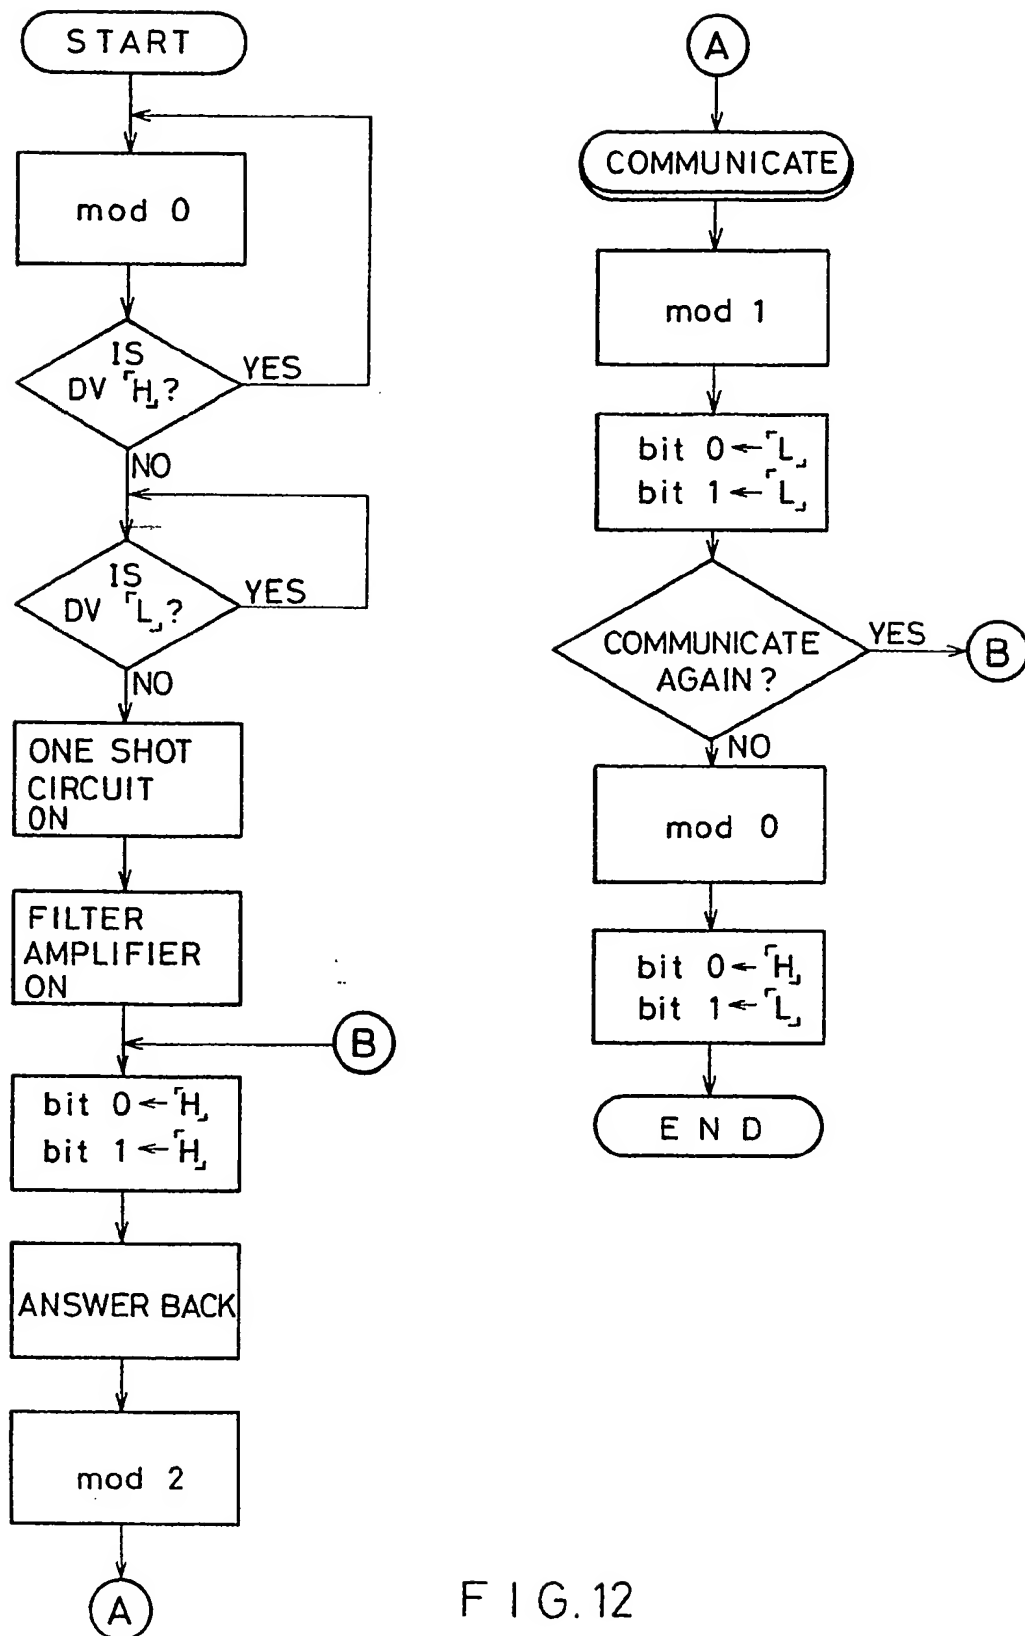 START
mod 0
IS
DV「H」?
YES
NO
IS
DV「L」?
YES
NO
ONE SHOT
CIRCUIT
ON
FILTER
AMPLIFIER
ON
B
bit 0←「H」
bit 1←「H」
ANSWER BACK
mod 2
A
A
COMMUNICATE
mod 1
bit 0←「L」
bit 1←「L」
COMMUNICATE
AGAIN?
YES
B
NO
mod 0
bit 0←「H」
bit 1←「L」
END
FIG.12